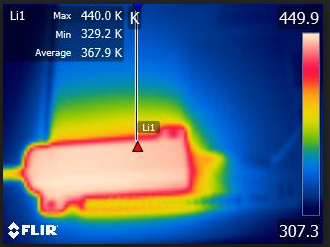 Li1 Max 440.0 K
Min 329.2 K
Average 367.9 K
K
449.9
Li1
307.3
FLIR